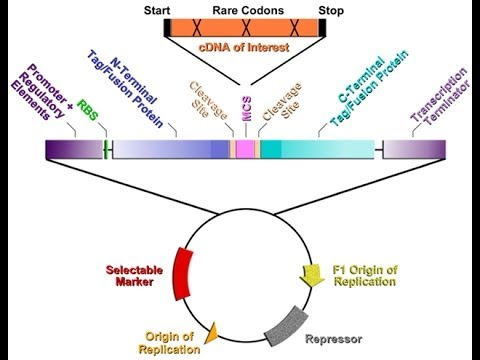 Start Rare Codons Stop
cDNA of Interest
Promoter +
Regulatory
Elements
RBS
N-Terminal
Tag/Fusion Protein
Cleavage
Site
MCS
Cleavage
Site
C-Terminal
Tag/Fusion Protein
Transcription
Terminator
Selectable
Marker
F1 Origin of
Replication
Origin of
Replication
Repressor